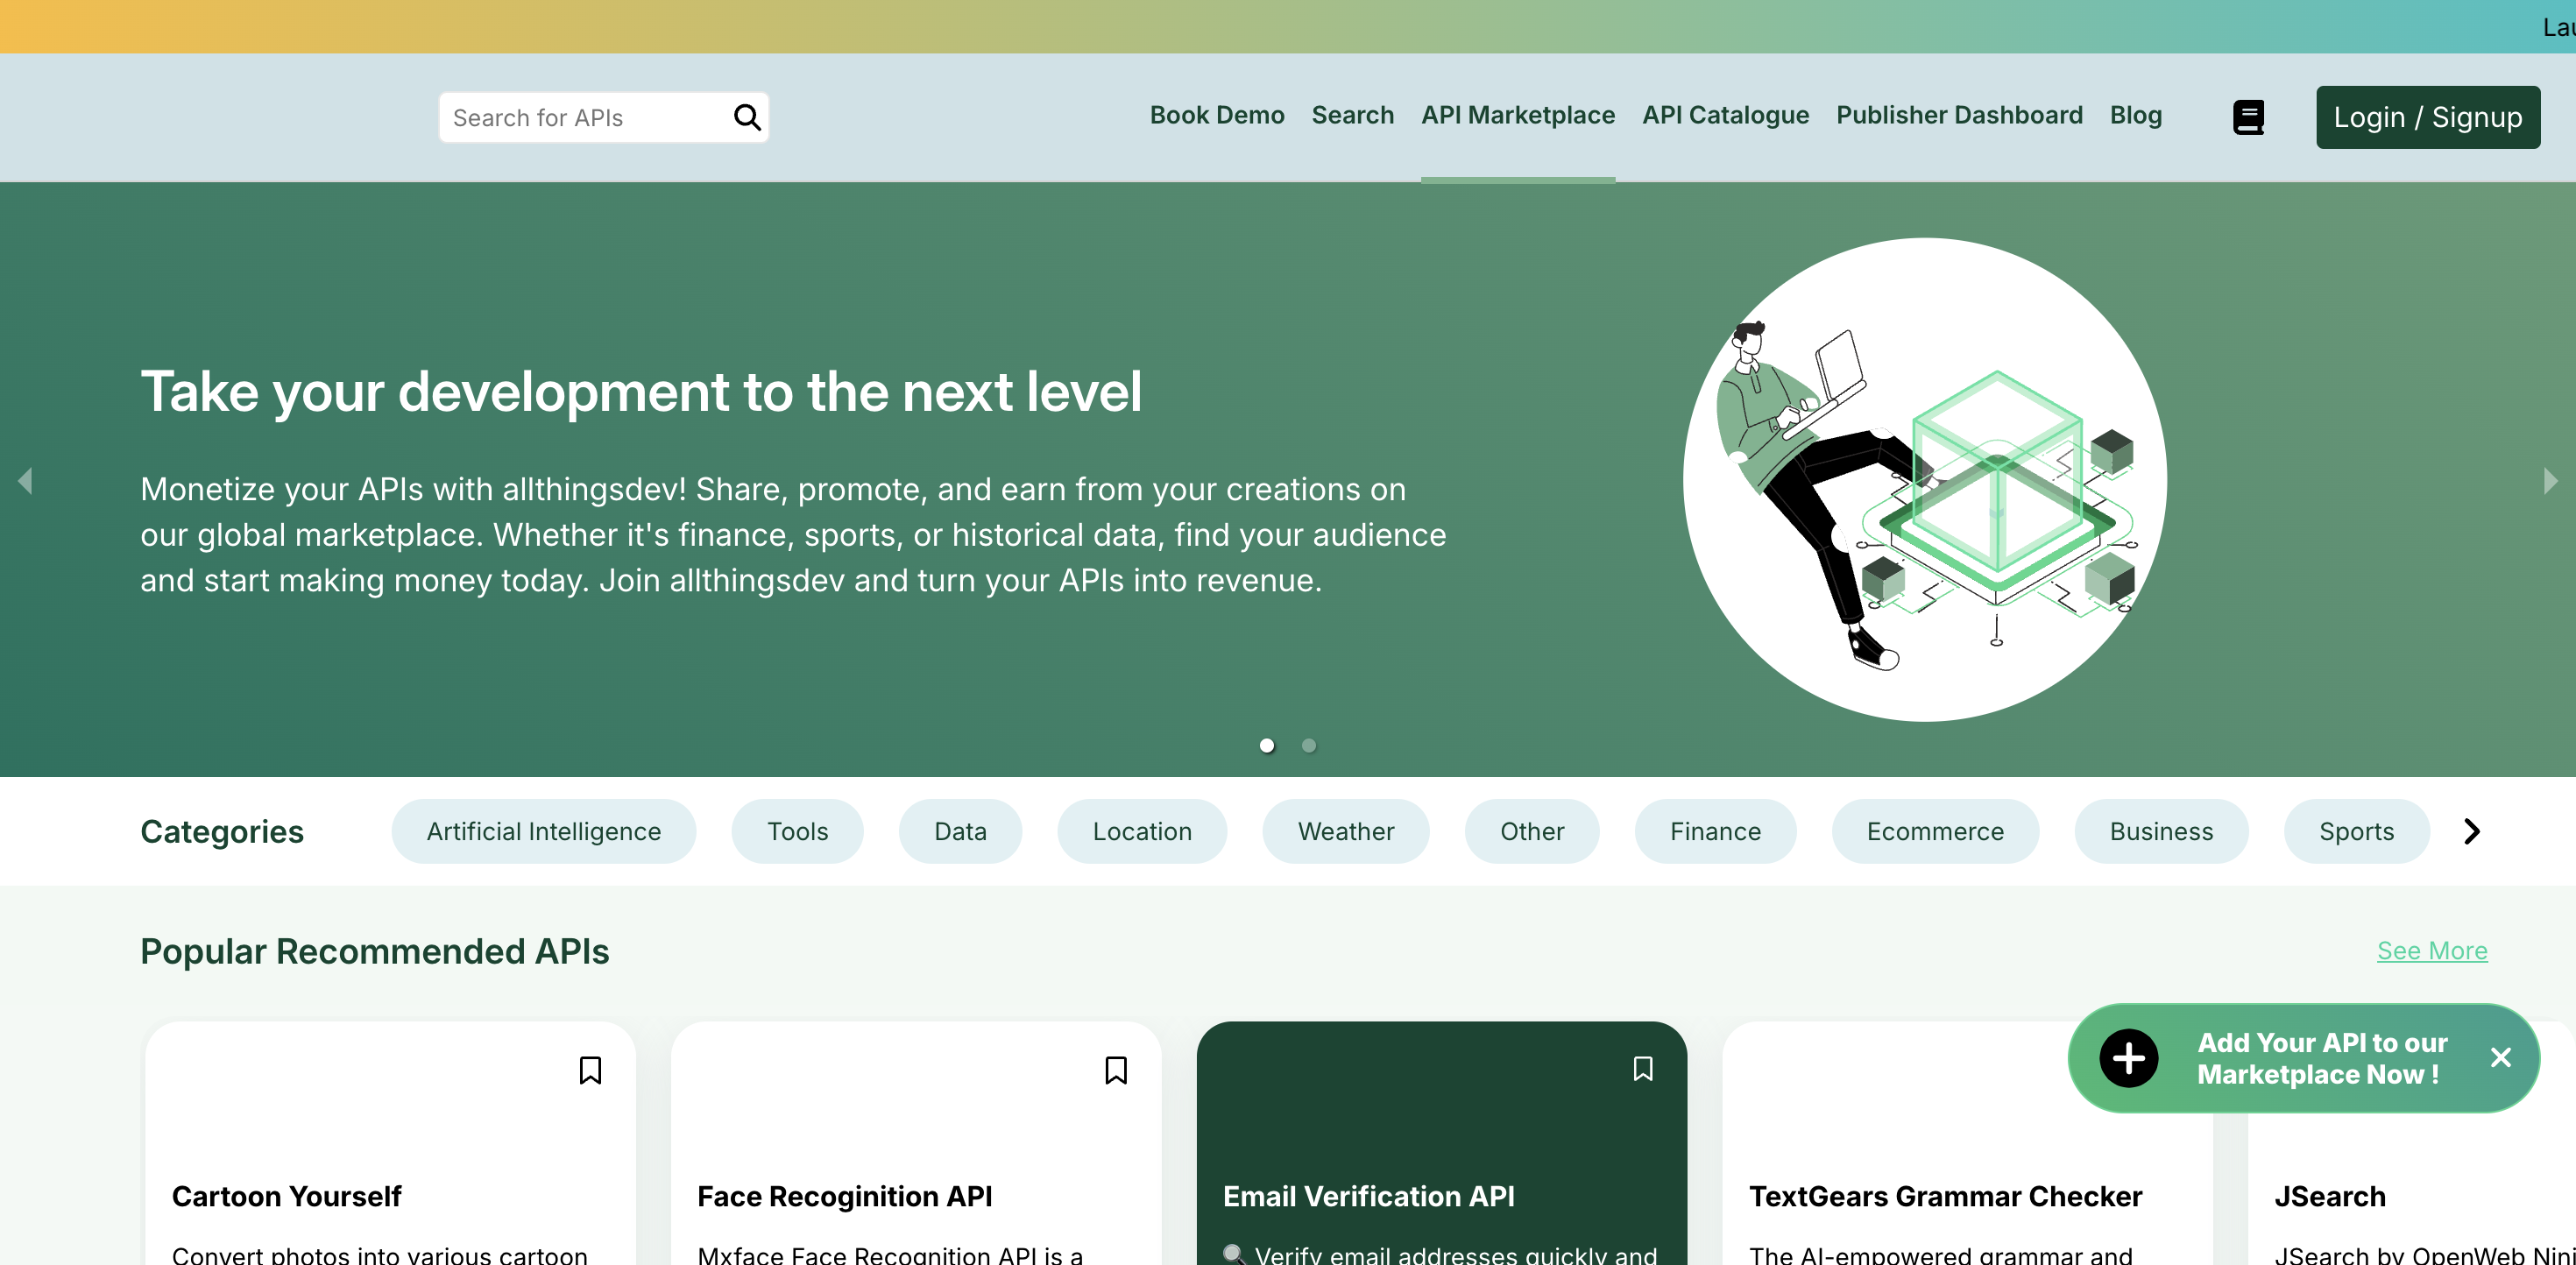 Search for APIs
Book Demo
Search
API Marketplace
API Catalogue
Publisher Dashboard
Blog
Login / Signup
Take your development to the next level
Monetize your APIs with allthingsdev! Share, promote, and earn from your creations on
our global marketplace. Whether it's finance, sports, or historical data, find your audience
and start making money today. Join allthingsdev and turn your APIs into revenue.
Categories
Artificial Intelligence
Tools
Data
Location
Weather
Other
Finance
Ecommerce
Business
Sports
Popular Recommended APIs
See More
Add Your API to our
Marketplace Now !
Cartoon Yourself
Convert photos into various cartoon
Face Recoginition API
Mxface Face Recognition API is a
Email Verification API
🔍 Verify email addresses quickly and
TextGears Grammar Checker
The AI-empowered grammar and
JSearch
JSearch by OpenWeb